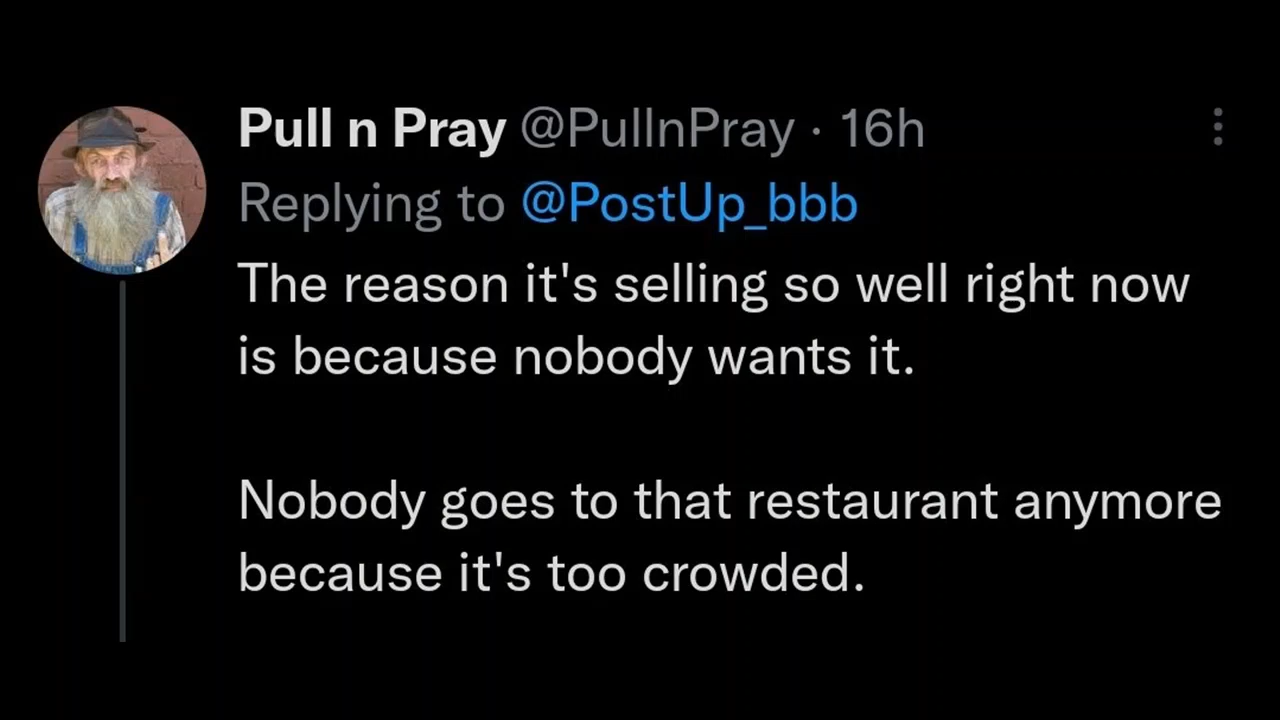 Pull n Pray @PullnPray · 16h
Replying to @PostUp_bbb
The reason it's selling so well right now
is because nobody wants it.
Nobody goes to that restaurant anymore
because it's too crowded.